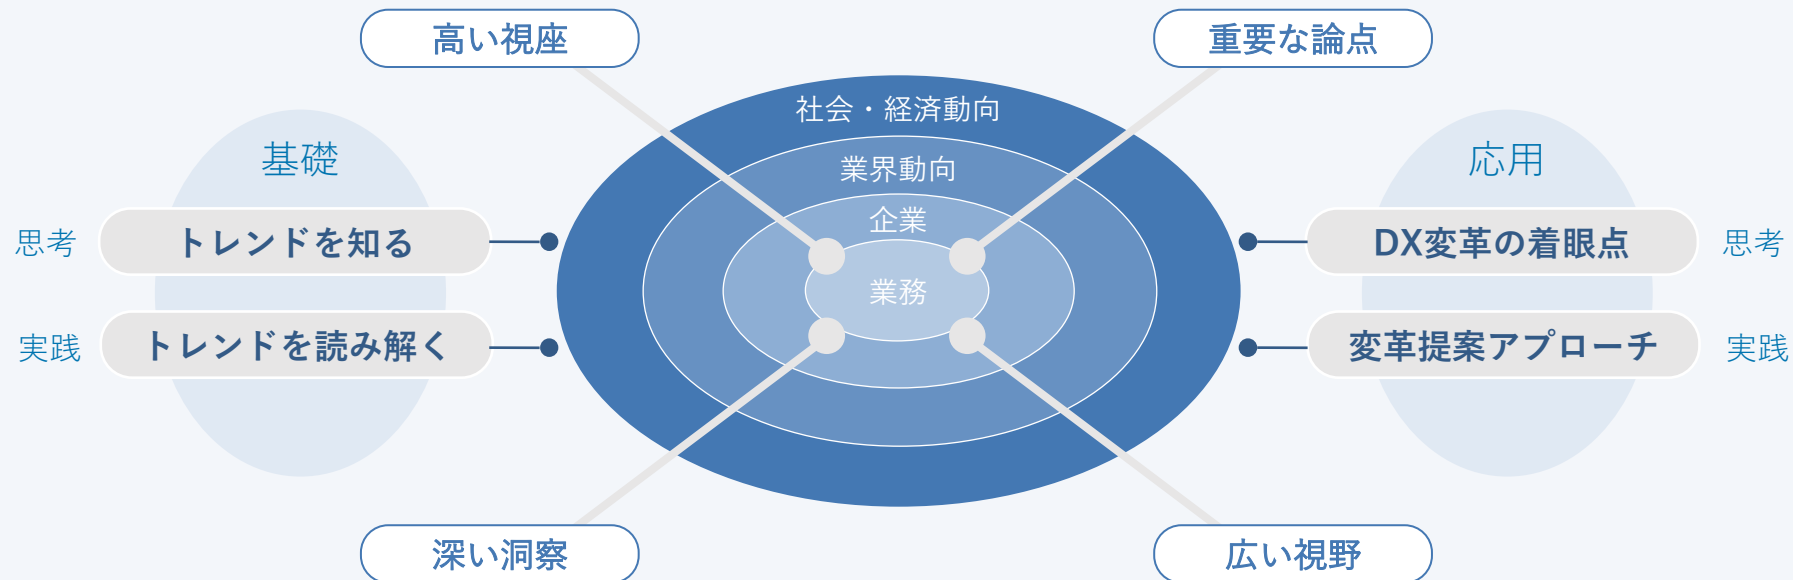 高い視座
重要な論点
社会・経済動向
業界動向
企業
業務
基礎
思考
トレンドを知る
実践
トレンドを読み解く
応用
DX変革の着眼点
思考
変革提案アプローチ
実践
深い洞察
広い視野